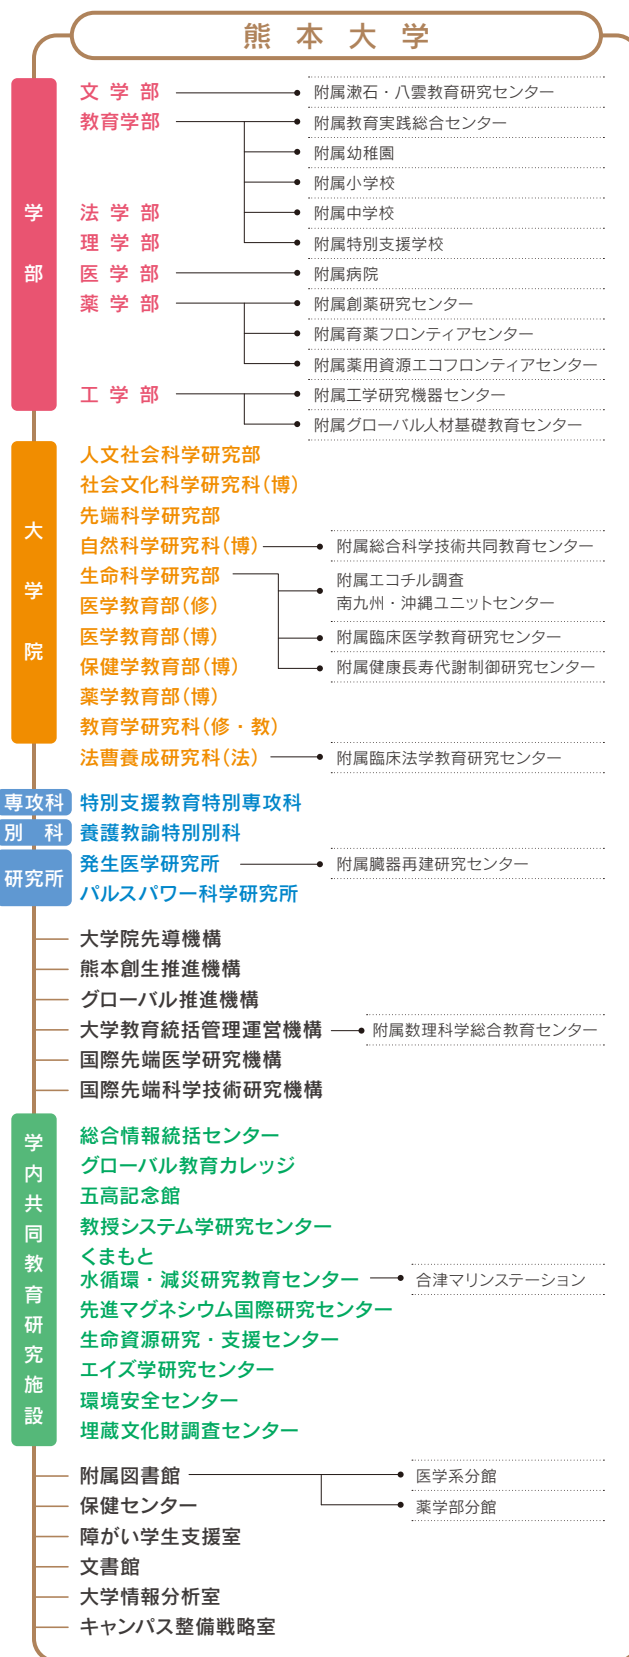 熊本大学
学部
文学部
附属漱石・八雲教育研究センター
教育学部
附属教育実践総合センター
附属幼稚園
附属小学校
法学部
附属中学校
理学部
附属特別支援学校
医学部
附属病院
薬学部
附属創薬研究センター
附属育薬フロンティアセンター
附属薬用資源エコフロンティアセンター
工学部
附属工学研究機器センター
附属グローバル人材基礎教育センター
大学院
人文社会科学研究部
社会文化科学研究科(博)
先端科学研究部
自然科学研究科(博)
附属総合科学技術共同教育センター
生命科学研究部
附属エコチル調査
南九州・沖縄ユニットセンター
医学教育部(修)
医学教育部(博)
附属臨床医学教育研究センター
保健学教育部(博)
附属健康長寿代謝制御研究センター
薬学教育部(博)
教育学研究科(修・教)
法曹養成研究科(法)
附属臨床法学教育研究センター
専攻科
特別支援教育特別専攻科
別科
養護教諭特別別科
研究所
発生医学研究所
附属臓器再建研究センター
パルスパワー科学研究所
大学院先導機構
熊本創生推進機構
グローバル推進機構
大学教育統括管理運営機構
附属数理科学総合教育センター
国際先端医学研究機構
国際先端科学技術研究機構
学内共同教育研究施設
総合情報統括センター
グローバル教育カレッジ
五高記念館
教授システム学研究センター
くまもと
水循環・減災研究教育センター
合津マリンステーション
先進マグネシウム国際研究センター
生命資源研究・支援センター
エイズ学研究センター
環境安全センター
埋蔵文化財調査センター
附属図書館
医学系分館
保健センター
薬学部分館
障がい学生支援室
文書館
大学情報分析室
キャンパス整備戦略室